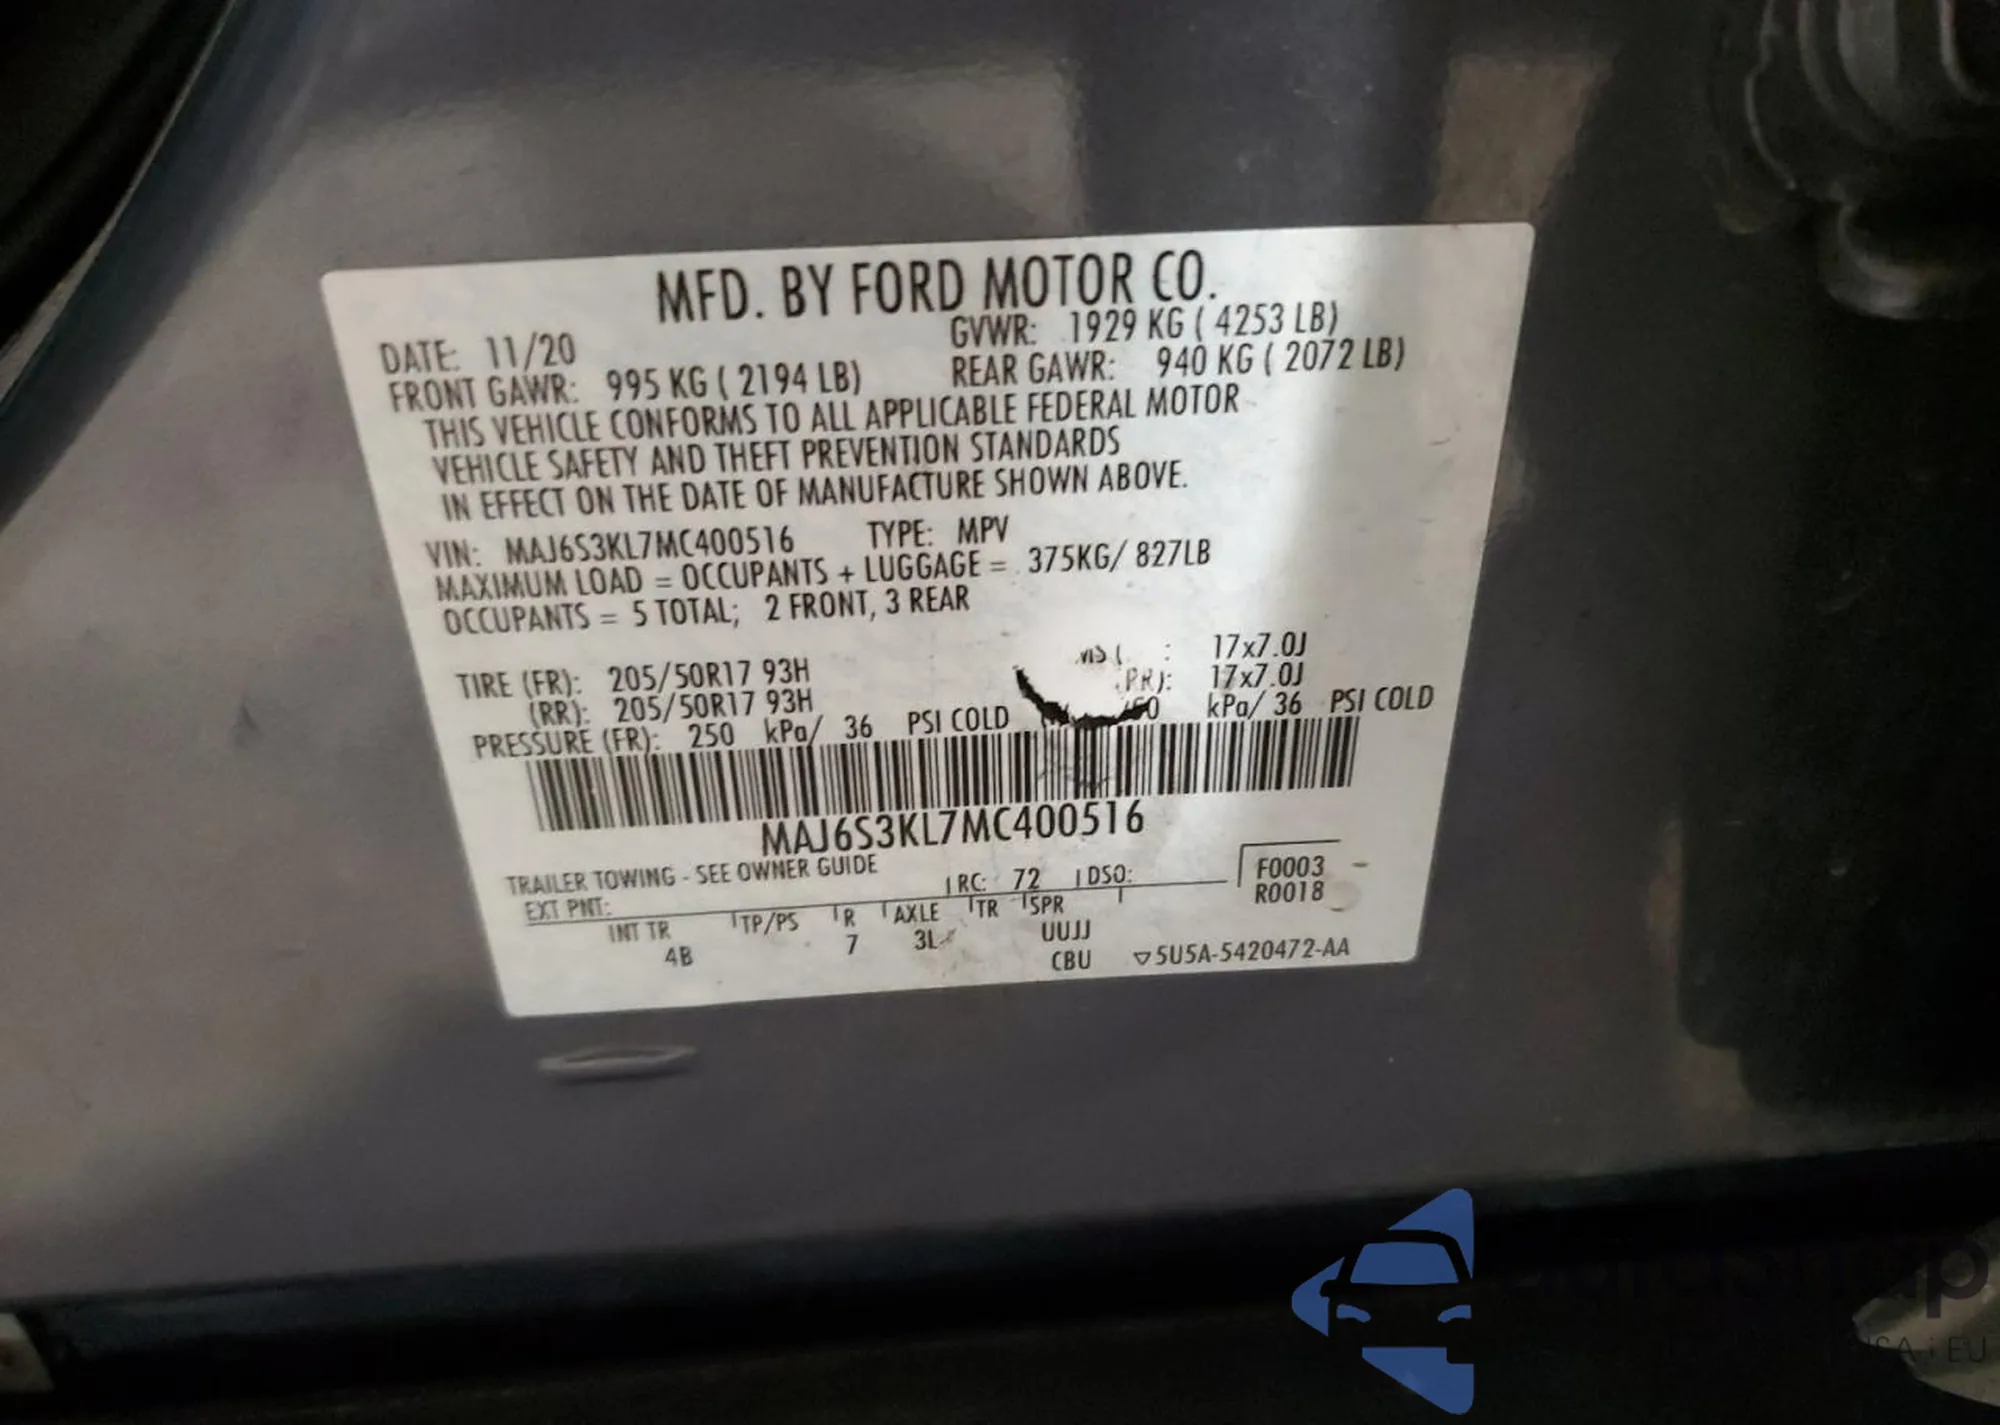 MFD. BY FORD MOTOR CO.
DATE: 11/20 GVWR: 1929 KG ( 4253 LB)
FRONT GAWR: 995 KG ( 2194 LB) REAR GAWR: 940 KG ( 2072 LB)
THIS VEHICLE CONFORMS TO ALL APPLICABLE FEDERAL MOTOR
VEHICLE SAFETY AND THEFT PREVENTION STANDARDS
IN EFFECT ON THE DATE OF MANUFACTURE SHOWN ABOVE.
VIN: MAJ6S3KL7MC400516 TYPE: MPV
MAXIMUM LOAD = OCCUPANTS + LUGGAGE = 375KG/ 827LB
OCCUPANTS = 5 TOTAL; 2 FRONT, 3 REAR
TIRE (FR): 205/50R17 93H : 17x7.0J
(RR): 205/50R17 93H 17x7.0J
PRESSURE (FR): 250 kPa/ 36 PSI COLD kPa/ 36 PSI COLD
MAJ6S3KL7MC400516
TRAILER TOWING - SEE OWNER GUIDE
EXT PNT: RC: 72 DSO: F0003
R0018
INT TR TP/PS R AXLE TR SPR
4B 7 3L UUJJ
CBU ▽5U5A-5420472-AA
EU